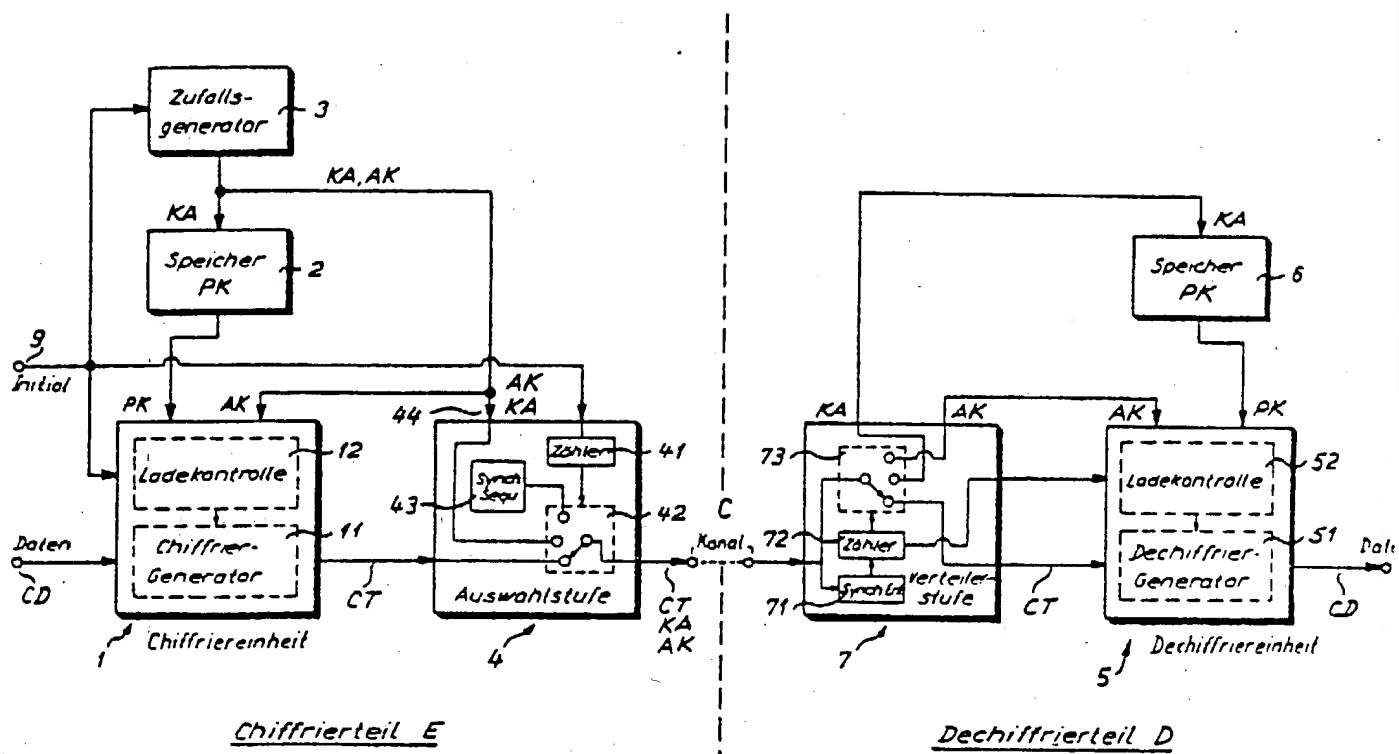 Zufalls-
generator
3
KA, AK
KA
Speicher
PK
2
9
Initial
PK
AK
44
AK
KA
12
Ladekontrolle
11
Chiffrier-
Generator
Daten
CD
1
Chiffriereinheit
CT
Zähler
41
Synch
Sequ
43
42
Auswahlstufe
4
CT
KA
AK
C
Kanal
KA
Speicher
PK
6
KA
AK
73
72
Zähler
71
Verteiler-
stufe
7
CT
AK
PK
52
Ladekontrolle
51
Dechiffrier-
Generator
CD
5
Dechiffriereinheit
Chiffrierteil E
Dechiffrierteil D